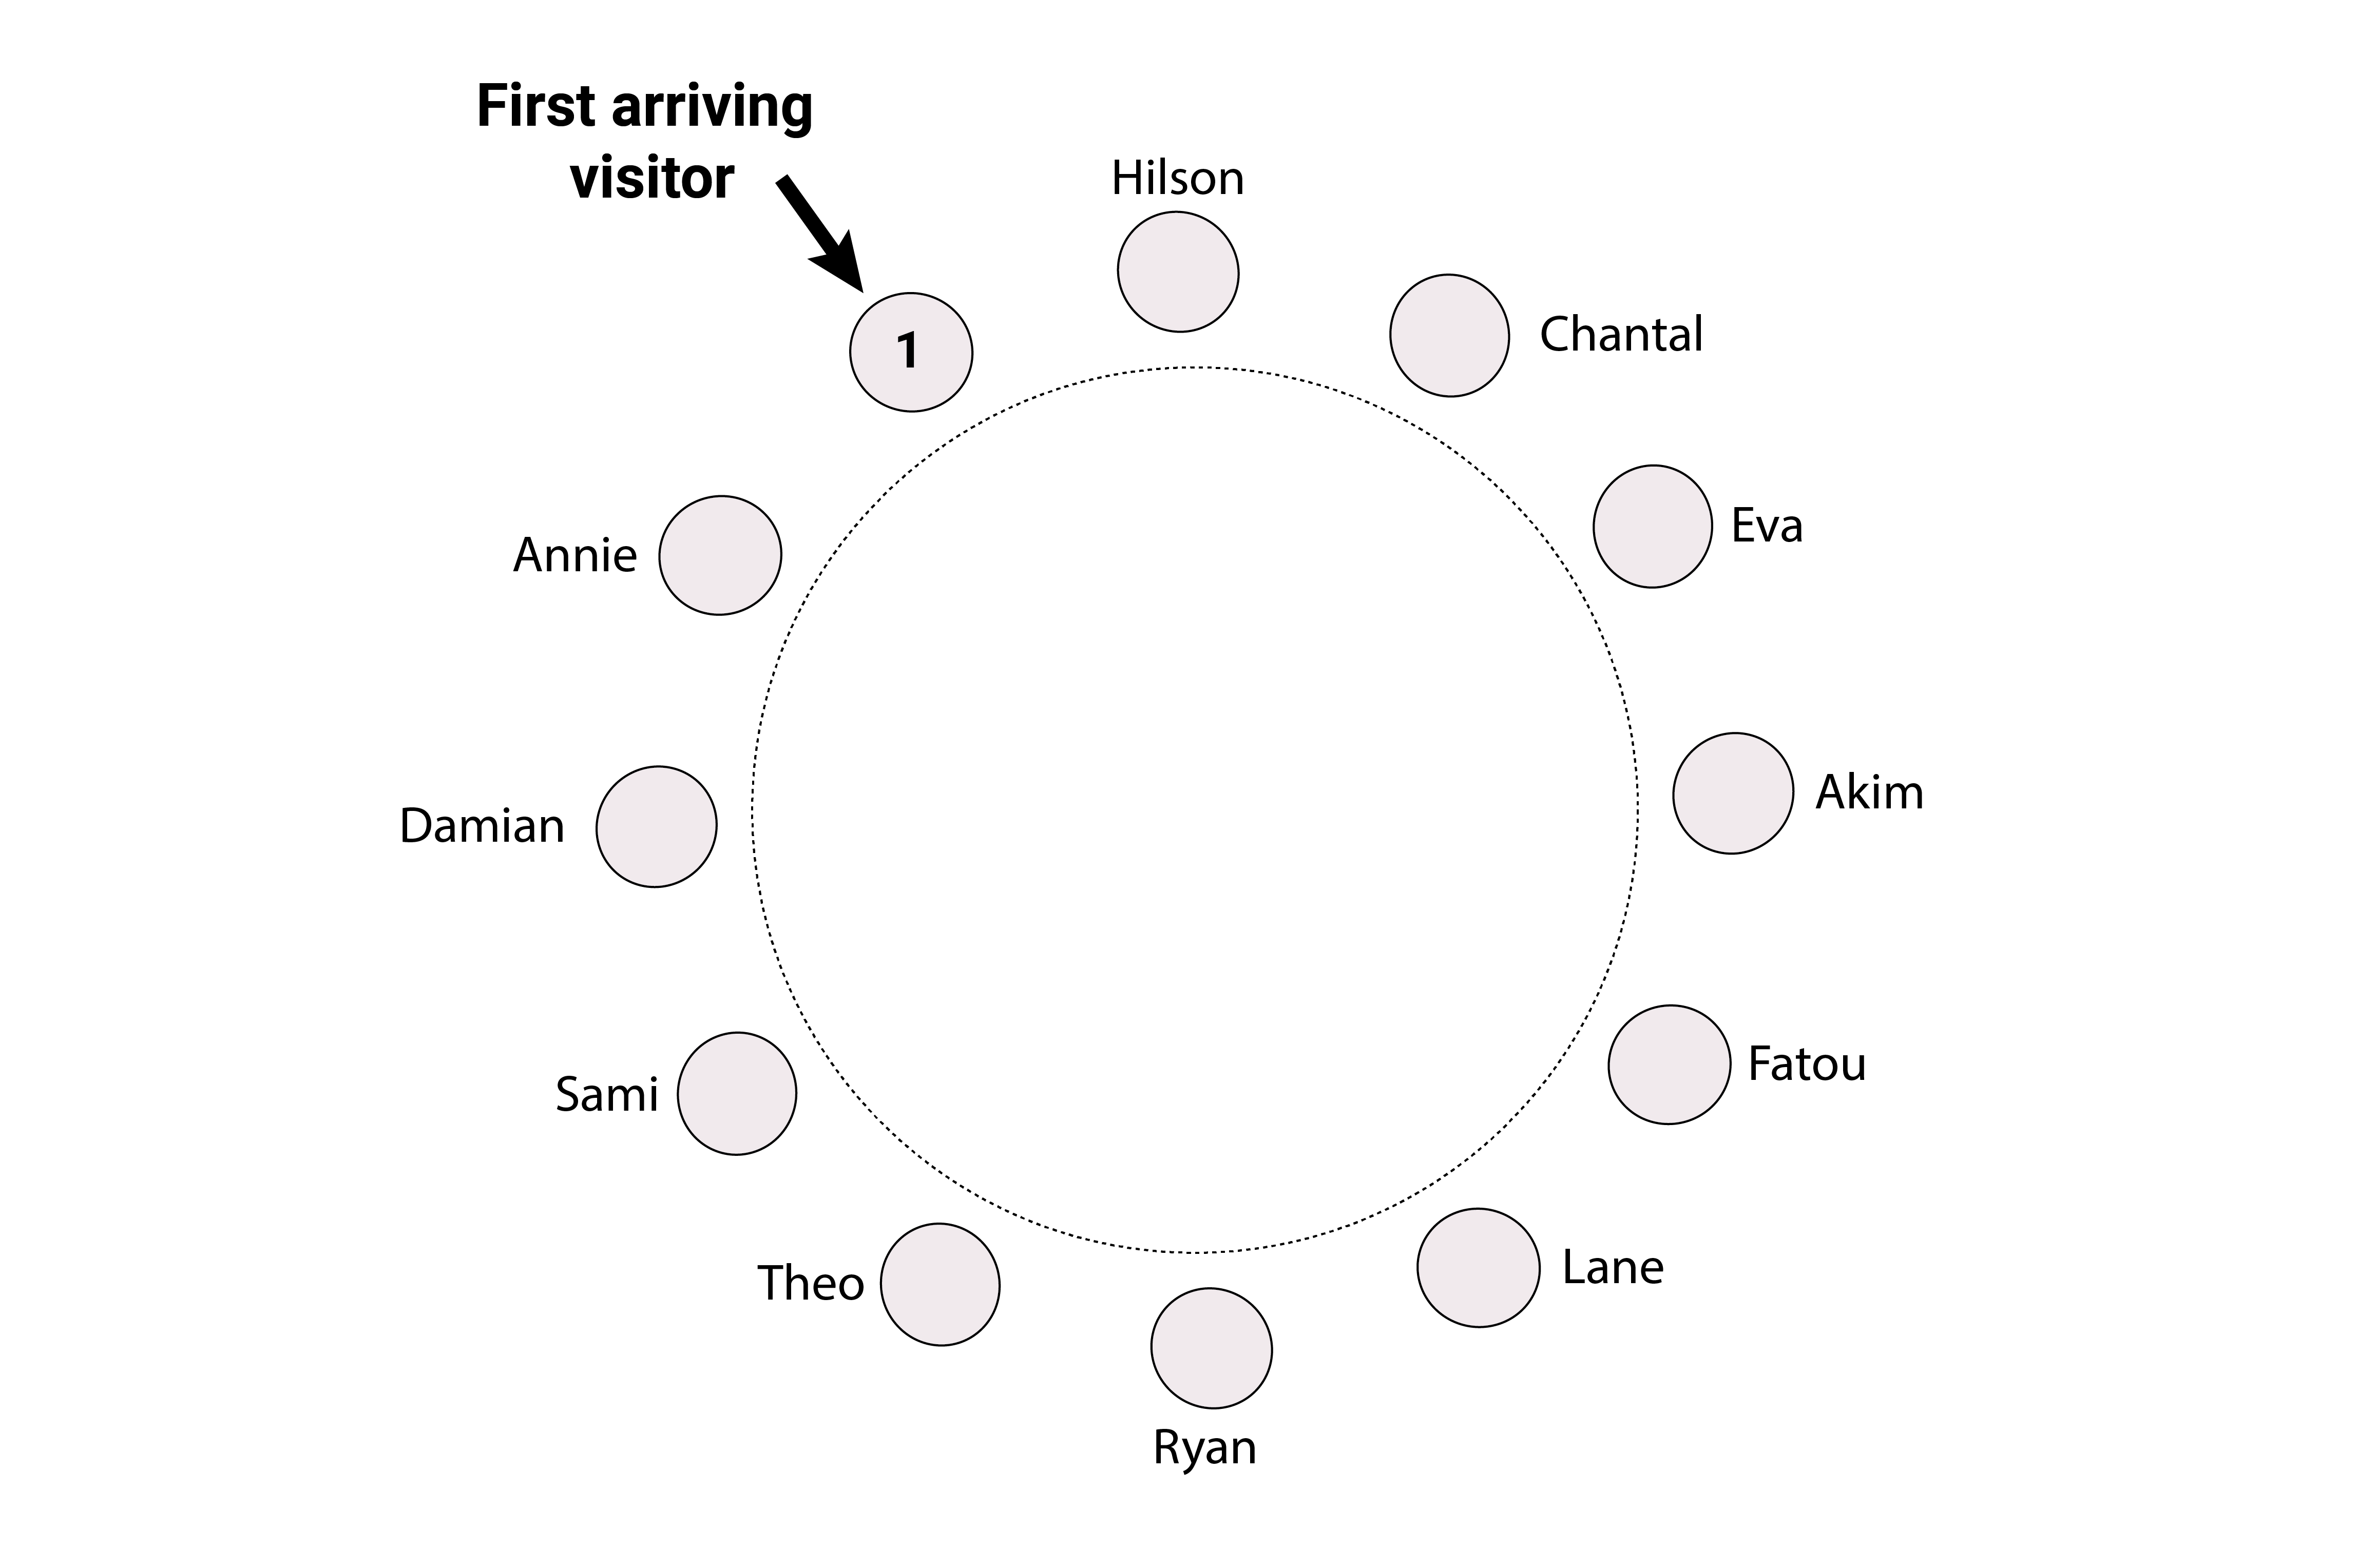 First arriving
visitor
Hilson
Chantal
1
Eva
Annie
Akim
Damian
Fatou
Sami
Lane
Theo
Ryan